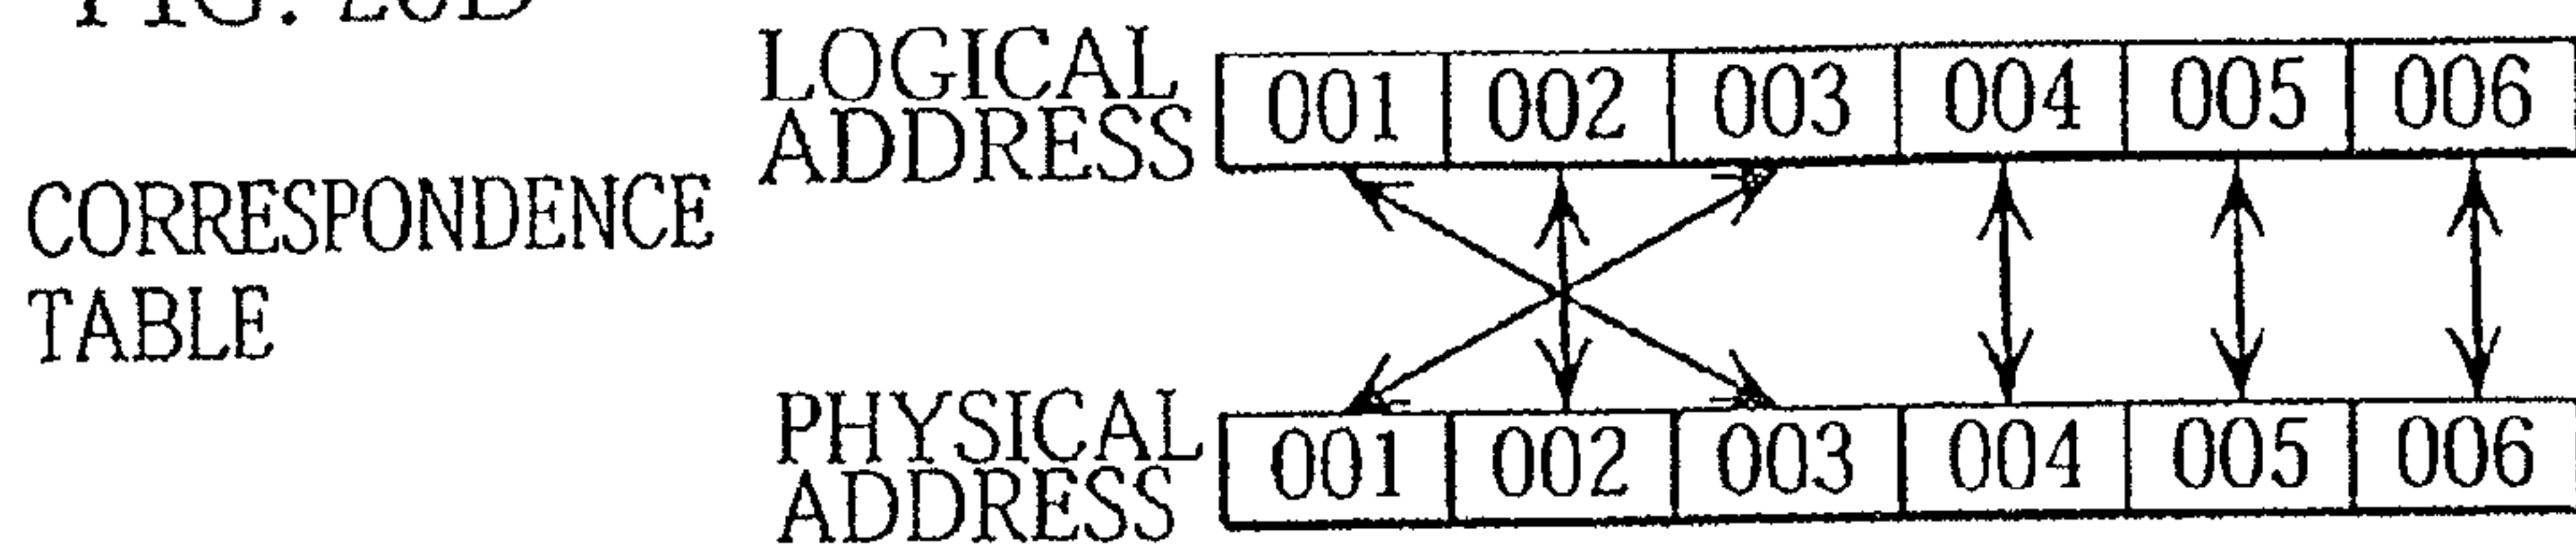 LOGICAL
ADDRESS
001 002 003 004 005 006
CORRESPONDENCE
TABLE
PHYSICAL
ADDRESS
001 002 003 004 005 006